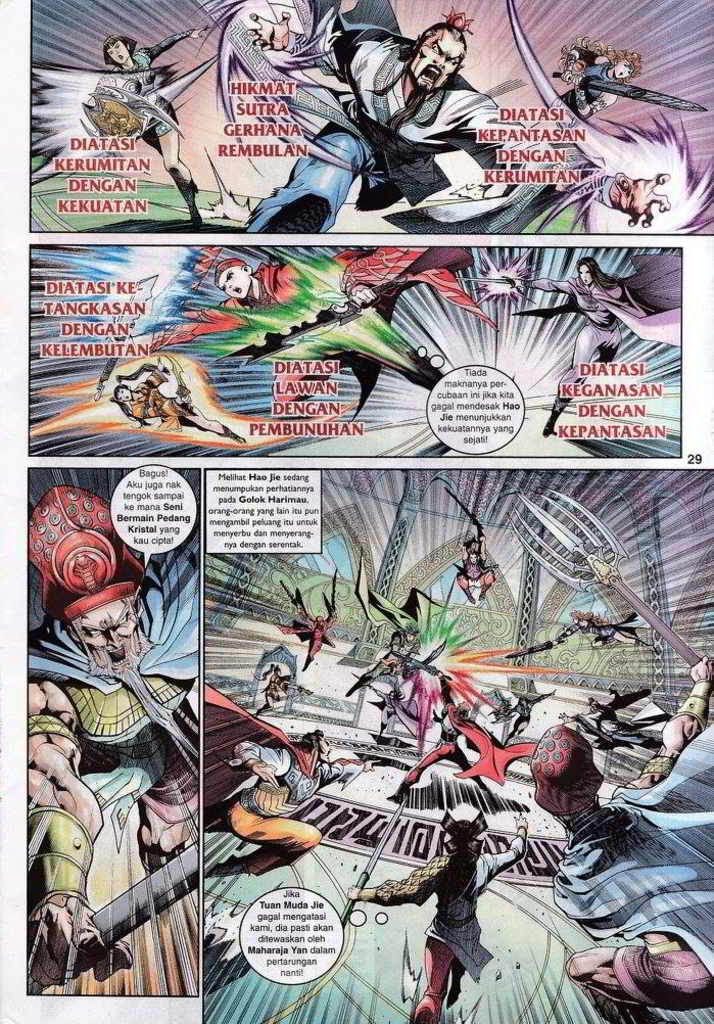 DIATASI
KERUMITAN
DENGAN
KEKUATAN
HIKMAT
SUTRA
GERHANA
REMBULAN
DIATASI
KEPANTASAN
DENGAN
KERUMITAN
DIATASI KE-
TANGKASAN
DENGAN
KELEMBUTAN
DIATASI
LAWAN
DENGAN
PEMBUNUHAN
Tiada
maknanya per-
cubaan ini jika kita
gagal mendesak Hao
Jie menunjukkan
kekuatannya yang
sejati!
DIATASI
KEGANASAN
DENGAN
KEPANTASAN
29
Bagus!
Aku juga nak
tengok sampai
ke mana Seni
Bermain Pedang
Kristal yang
kau cipta!
Melihat Hao Jie sedang
menumpukan perhatiannya
pada Golok Harimau,
orang-orang yang lain itu pun
mengambil peluang itu untuk
menyerbu dan menyerang-
nya dengan serentak.
Jika
Tuan Muda Jie
gagal mengatasi
kami, dia pasti akan
ditewaskan oleh
Maharaja Yan dalam
pertarungan
nanti!